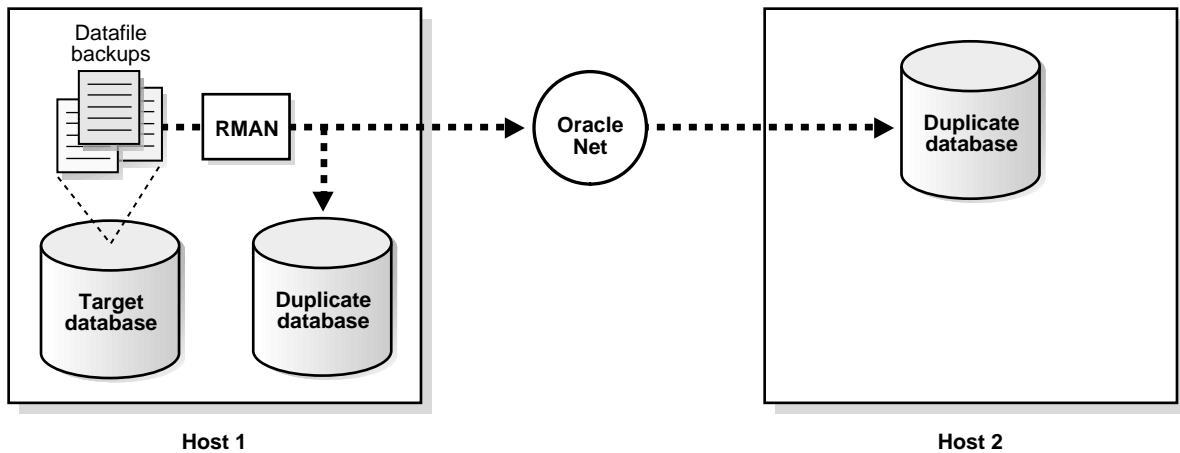 Datafile
backups
RMAN
Oracle
Net
Duplicate
database
Target
database
Duplicate
database
Host 1
Host 2